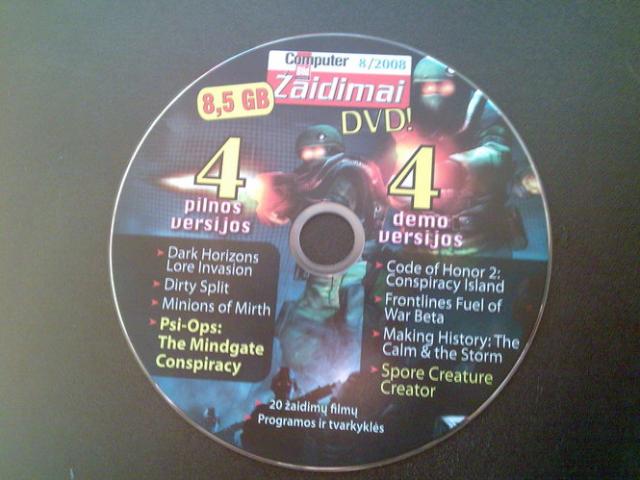 Computer 8/2008
Bild
Žaidimai
8,5 GB
DVD!
4
pilnos
versijos
4
demo
versijos
Dark Horizons
Lore Invasion
Dirty Split
Minions of Mirth
Psi-Ops:
The Mindgate
Conspiracy
Code of Honor 2:
Conspiracy Island
Frontlines Fuel of
War Beta
Making History: The
Calm & the Storm
Spore Creature
Creator
20 žaidimų filmų
Programos ir tvarkyklės